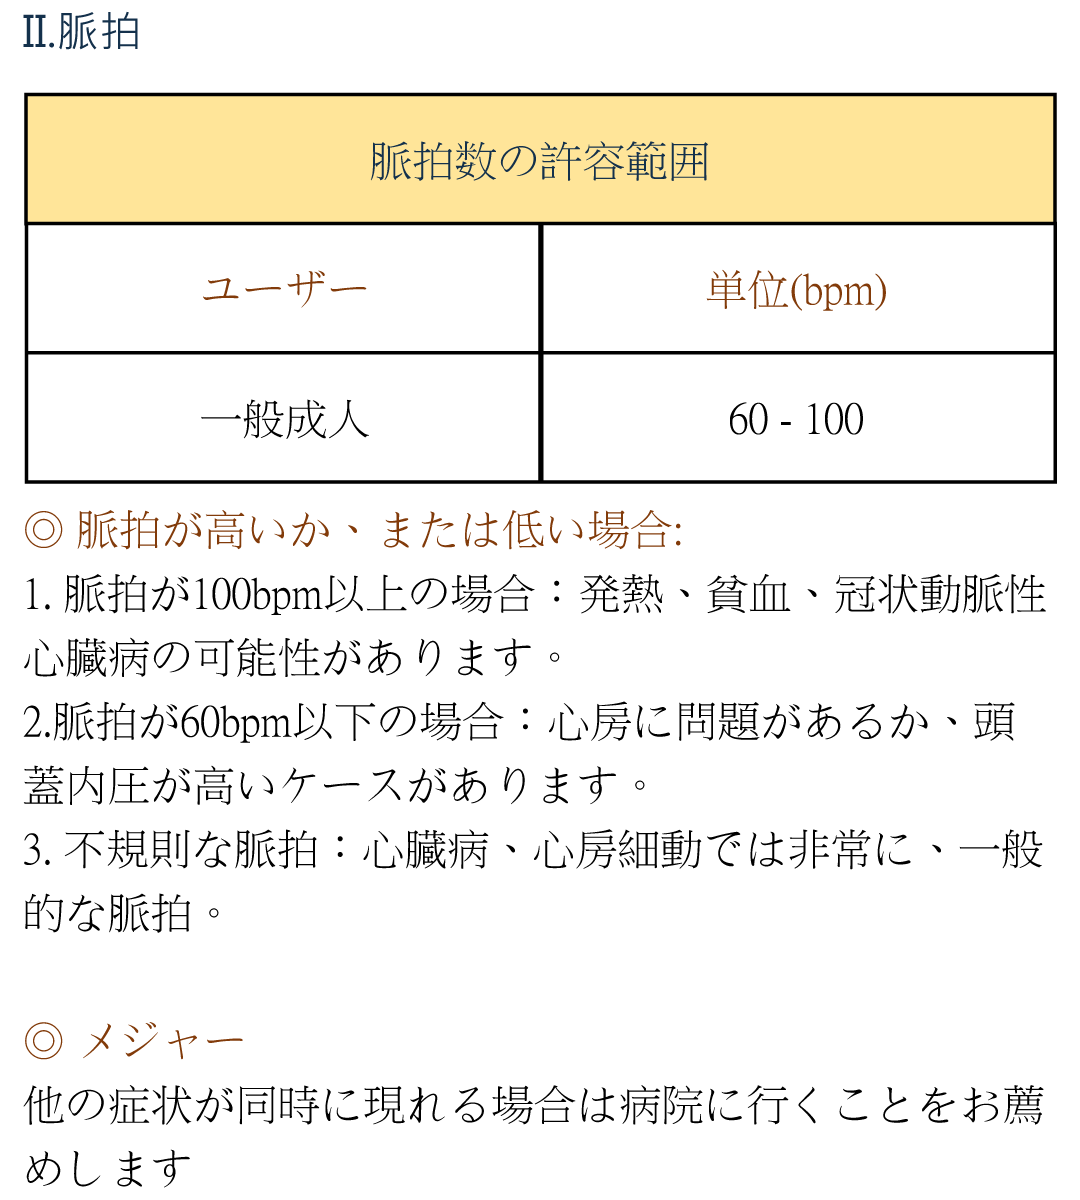 II.脈拍
脈拍数の許容範囲
ユーザー
単位(bpm)
一般成人
60 - 100
◎ 脈拍が高いか、または低い場合:
1. 脈拍が100bpm以上の場合：発熱、貧血、冠状動脈性
心臓病の可能性があります。
2.脈拍が60bpm以下の場合：心房に問題があるか、頭
蓋内圧が高いケースがあります。
3. 不規則な脈拍：心臓病、心房細動では非常に、一般
的な脈拍。
◎ メジャー
他の症状が同時に現れる場合は病院に行くことをお薦
めします